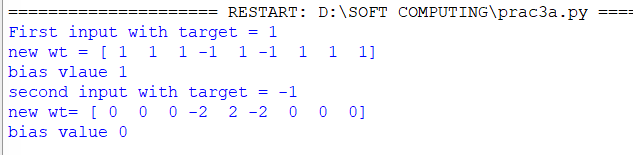 ===================== RESTART: D:\SOFT COMPUTING\prac3a.py ====
First input with target = 1
new wt = [ 1  1  1 -1  1 -1  1  1  1]
bias vlaue 1
second input with target = -1
new wt= [ 0  0  0 -2  2 -2  0  0  0]
bias value 0